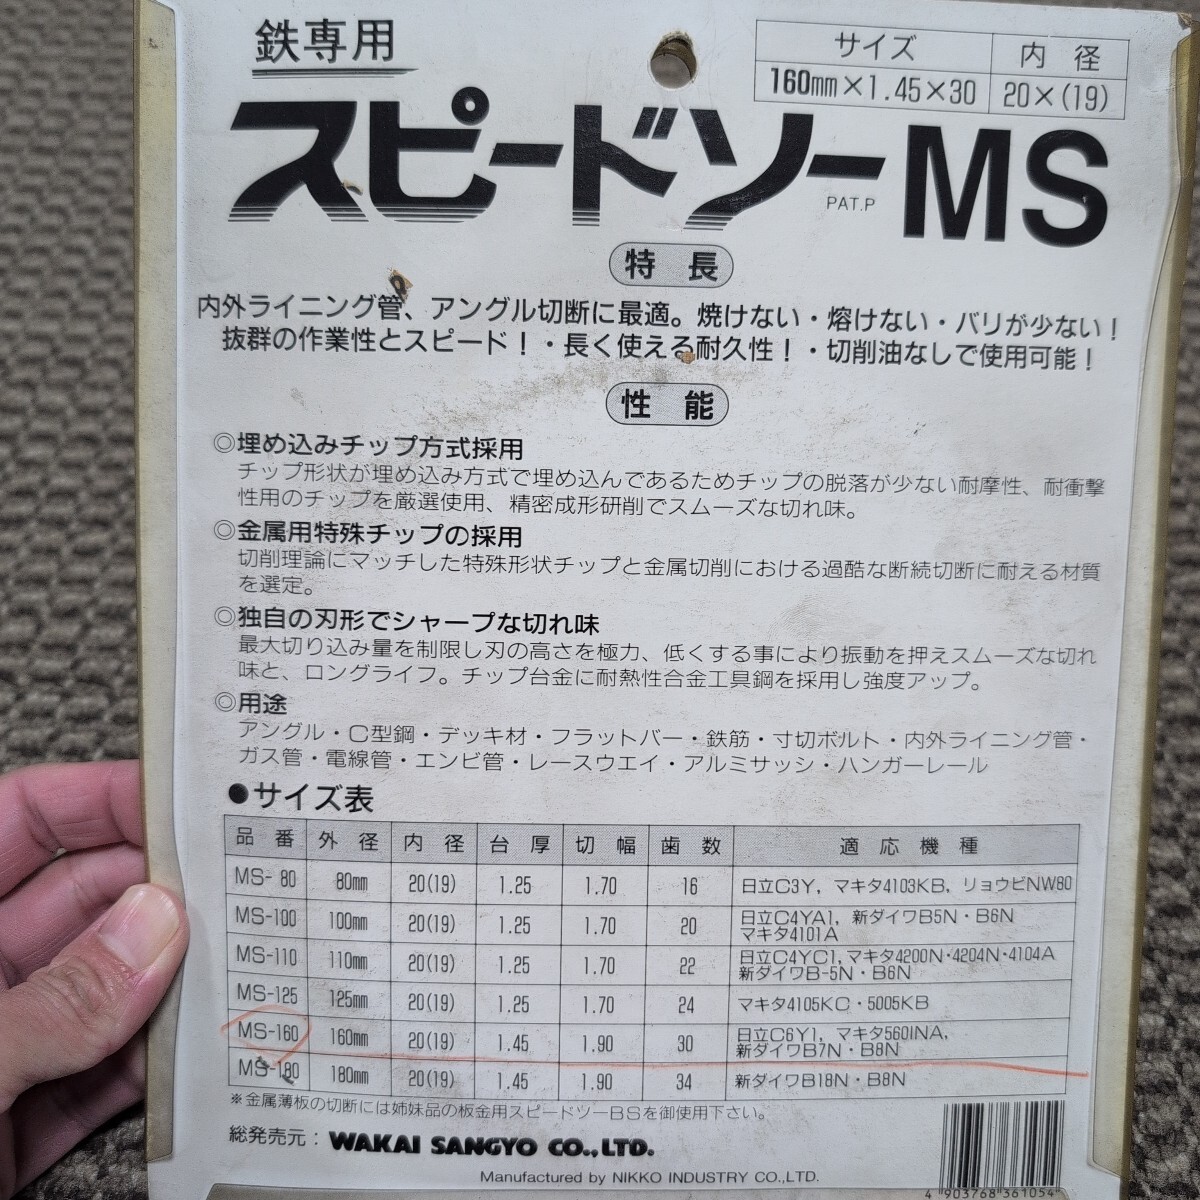 鉄専用
サイズ 内径
160mm×1.45×30 20×(19)
スピードソーMS
PAT.P
特長
内外ライニング管、アングル切断に最適。焼けない・熔けない・バリが少ない!
抜群の作業性とスピード!・長く使える耐久性!・切削油なしで使用可能!
性能
◎埋め込みチップ方式採用
チップ形状が埋め込み方式で埋め込んであるためチップの脱落が少ない耐摩性、耐衝撃
性用のチップを厳選使用、精密成形研削でスムーズな切れ味。
◎金属用特殊チップの採用
切削理論にマッチした特殊形状チップと金属切削における過酷な断続切断に耐える材質
を選定。
◎独自の刃形でシャープな切れ味
最大切り込み量を制限し刃の高さを極力、低くする事により振動を押えスムーズな切れ
味と、ロングライフ。チップ台金に耐熱性合金工具鋼を採用し強度アップ。
◎用途
アングル・C型鋼・デッキ材・フラットバー・鉄筋・寸切ボルト・内外ライニング管・
ガス管・電線管・エンビ管・レースウエイ・アルミサッシ・ハンガーレール
●サイズ表
品番 外径 内径 台厚 切幅 歯数 適応機種
MS-80 80mm 20(19) 1.25 1.70 16 日立C3Y,マキタ4103KB,リョウビNW80
MS-100 100mm 20(19) 1.25 1.70 20 日立C4YA1,新ダイワB5N・B6N
マキタ4101A
MS-110 110mm 20(19) 1.25 1.70 22 日立C4YC1,マキタ4200N・4204N・4104A
新ダイワB-5N・B6N
MS-125 125mm 20(19) 1.25 1.70 24 マキタ4105KC・5005KB
MS-160 160mm 20(19) 1.45 1.90 30 日立C6Y1,マキタ5601NA,
新ダイワB7N・B8N
MS-180 180mm 20(19) 1.45 1.90 34 新ダイワB18N・B8N
※金属薄板の切断には姉妹品の板金用スピードソーBSを御使用下さい。
総発売元:WAKAI SANGYO CO.,LTD.
Manufactured by NIKKO INDUSTRY CO.,LTD.
4 903768 361054